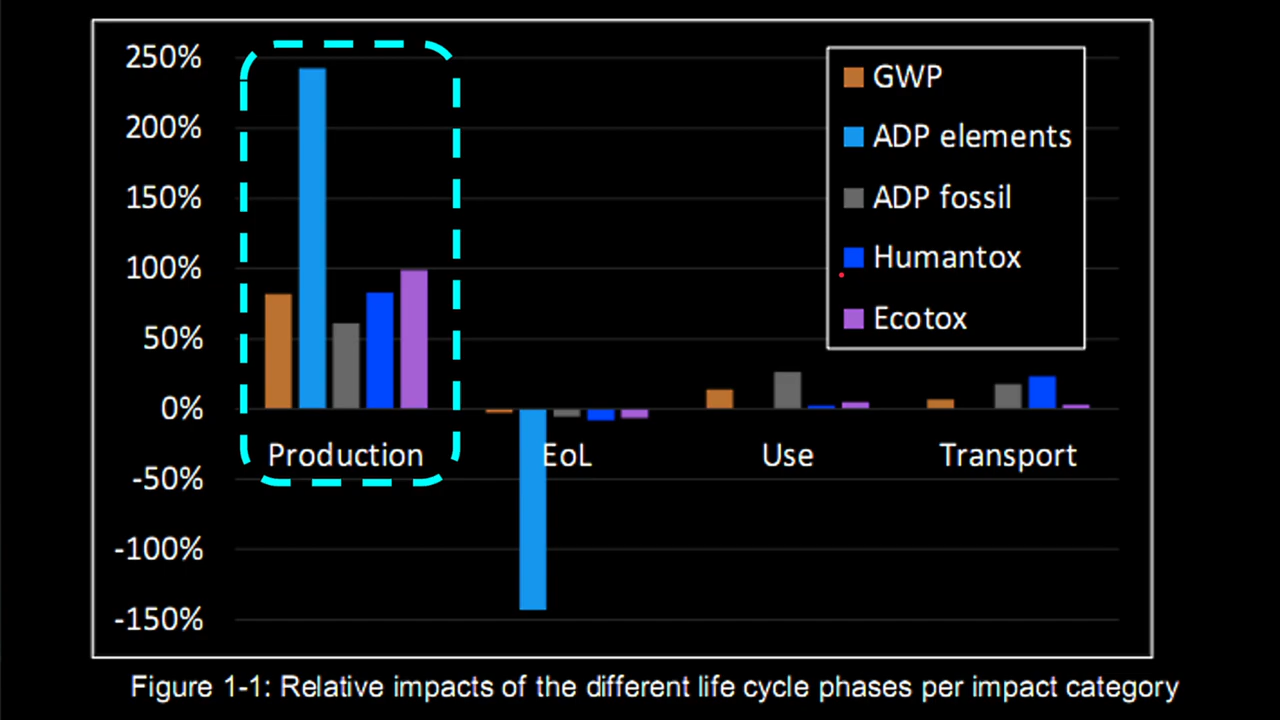 250%
200%
150%
100%
50%
0%
-50%
-100%
-150%
GWP
ADP elements
ADP fossil
Humantox
Ecotox
Production
EoL
Use
Transport
Figure 1-1: Relative impacts of the different life cycle phases per impact category